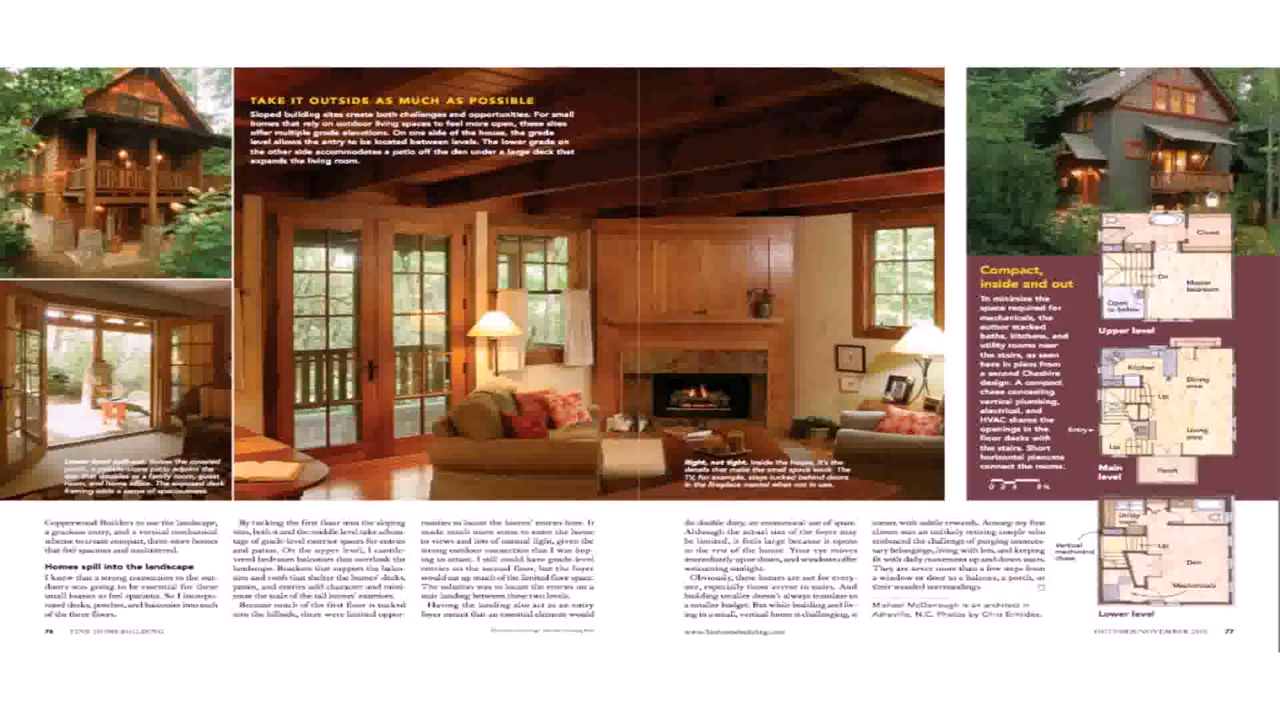 TAKE IT OUTSIDE AS MUCH AS POSSIBLE
Sloped building sites create both challenges and opportunities. For small
homes that rely on outdoor living spaces to feel more open, these sites
offer multiple grade elevations. On one side of the house, the grade
level allows the entry to be located between levels. The lower grade on
the other side accommodates a patio off the den under a large deck that
expands the living room.
Right, not tight. Inside the house, it's the
details that make the small space work. The
TV, for example, stays tucked behind doors
in the fireplace mantel when not in use.
Compact,
inside and out
To minimize the
space required for
mechanicals, the
author stacked
baths, kitchens, and
utility rooms near
the stairs, as seen
here in plans from
a second Cheshire
design. A compact
chase concealing
vertical plumbing,
electrical, and
HVAC shares the
openings in the
floor decks with
the stairs. Short
horizontal plenums
connect the rooms.
Closet
Dn
Master
bedroom
Open
to below
Upper level
Kitchen
Dining
area
Up
Living
area
Entry
Up
Main
level
Porch
Utility
room
Vertical
mechanical
chase
Up
Den
Mechanicals
Lower level
Copperwood Builders to use the landscape,
a gracious entry, and a vertical mechanical
scheme to create compact, three-story homes
that feel spacious and uncluttered.
Homes spill into the landscape
I knew that a strong connection to the out-
doors was going to be essential for these
small homes to feel spacious. So I incorpo-
rated decks, porches, and balconies into each
of the three floors.
By tucking the first floor into the sloping
sites, both it and the middle level take advan-
tage of grade-level exterior spaces for entries
and patios. On the upper level, I cantile-
vered bedroom balconies that overlook the
landscape. Brackets that support the balco-
nies and roofs that shelter the homes' decks,
patios, and entries add character and mini-
mize the scale of the tall homes' exteriors.
Because much of the first floor is tucked
into the hillside, there were limited oppor-
tunities to locate the homes' entries here. It
made much more sense to enter the home
to views and lots of natural light, given the
strong outdoor connection that I was hop-
ing to attain. I still could have grade-level
entries on the second floor, but the foyer
would eat up much of the limited floor space.
The solution was to locate the entries on a
stair landing between these two levels.
Having the landing also act as an entry
foyer meant that an essential element would
do double duty, an economical use of space.
Although the actual size of the foyer may
be limited, it feels large because it opens
to the rest of the house. Your eye moves
immediately up or down, and windows offer
welcoming sunlight.
Obviously, these homes are not for every-
one, especially those averse to stairs. And
building smaller doesn't always translate to
a smaller budget. But while building and liv-
ing in a small, vertical home is challenging, it
comes with subtle rewards. Among my first
clients was an unlikely retiring couple who
embraced the challenge of purging unneces-
sary belongings, living with less, and keeping
fit with daily movement up and down stairs.
They are never more than a few steps from
a window or door to a balcony, a porch, or
their wooded surroundings.
Michael McDonough is an architect in
Asheville, N.C. Photos by
76 FINE HOMEBUILDING
www.finehomebuilding.com
OCTOBER/NOVEMBER 77